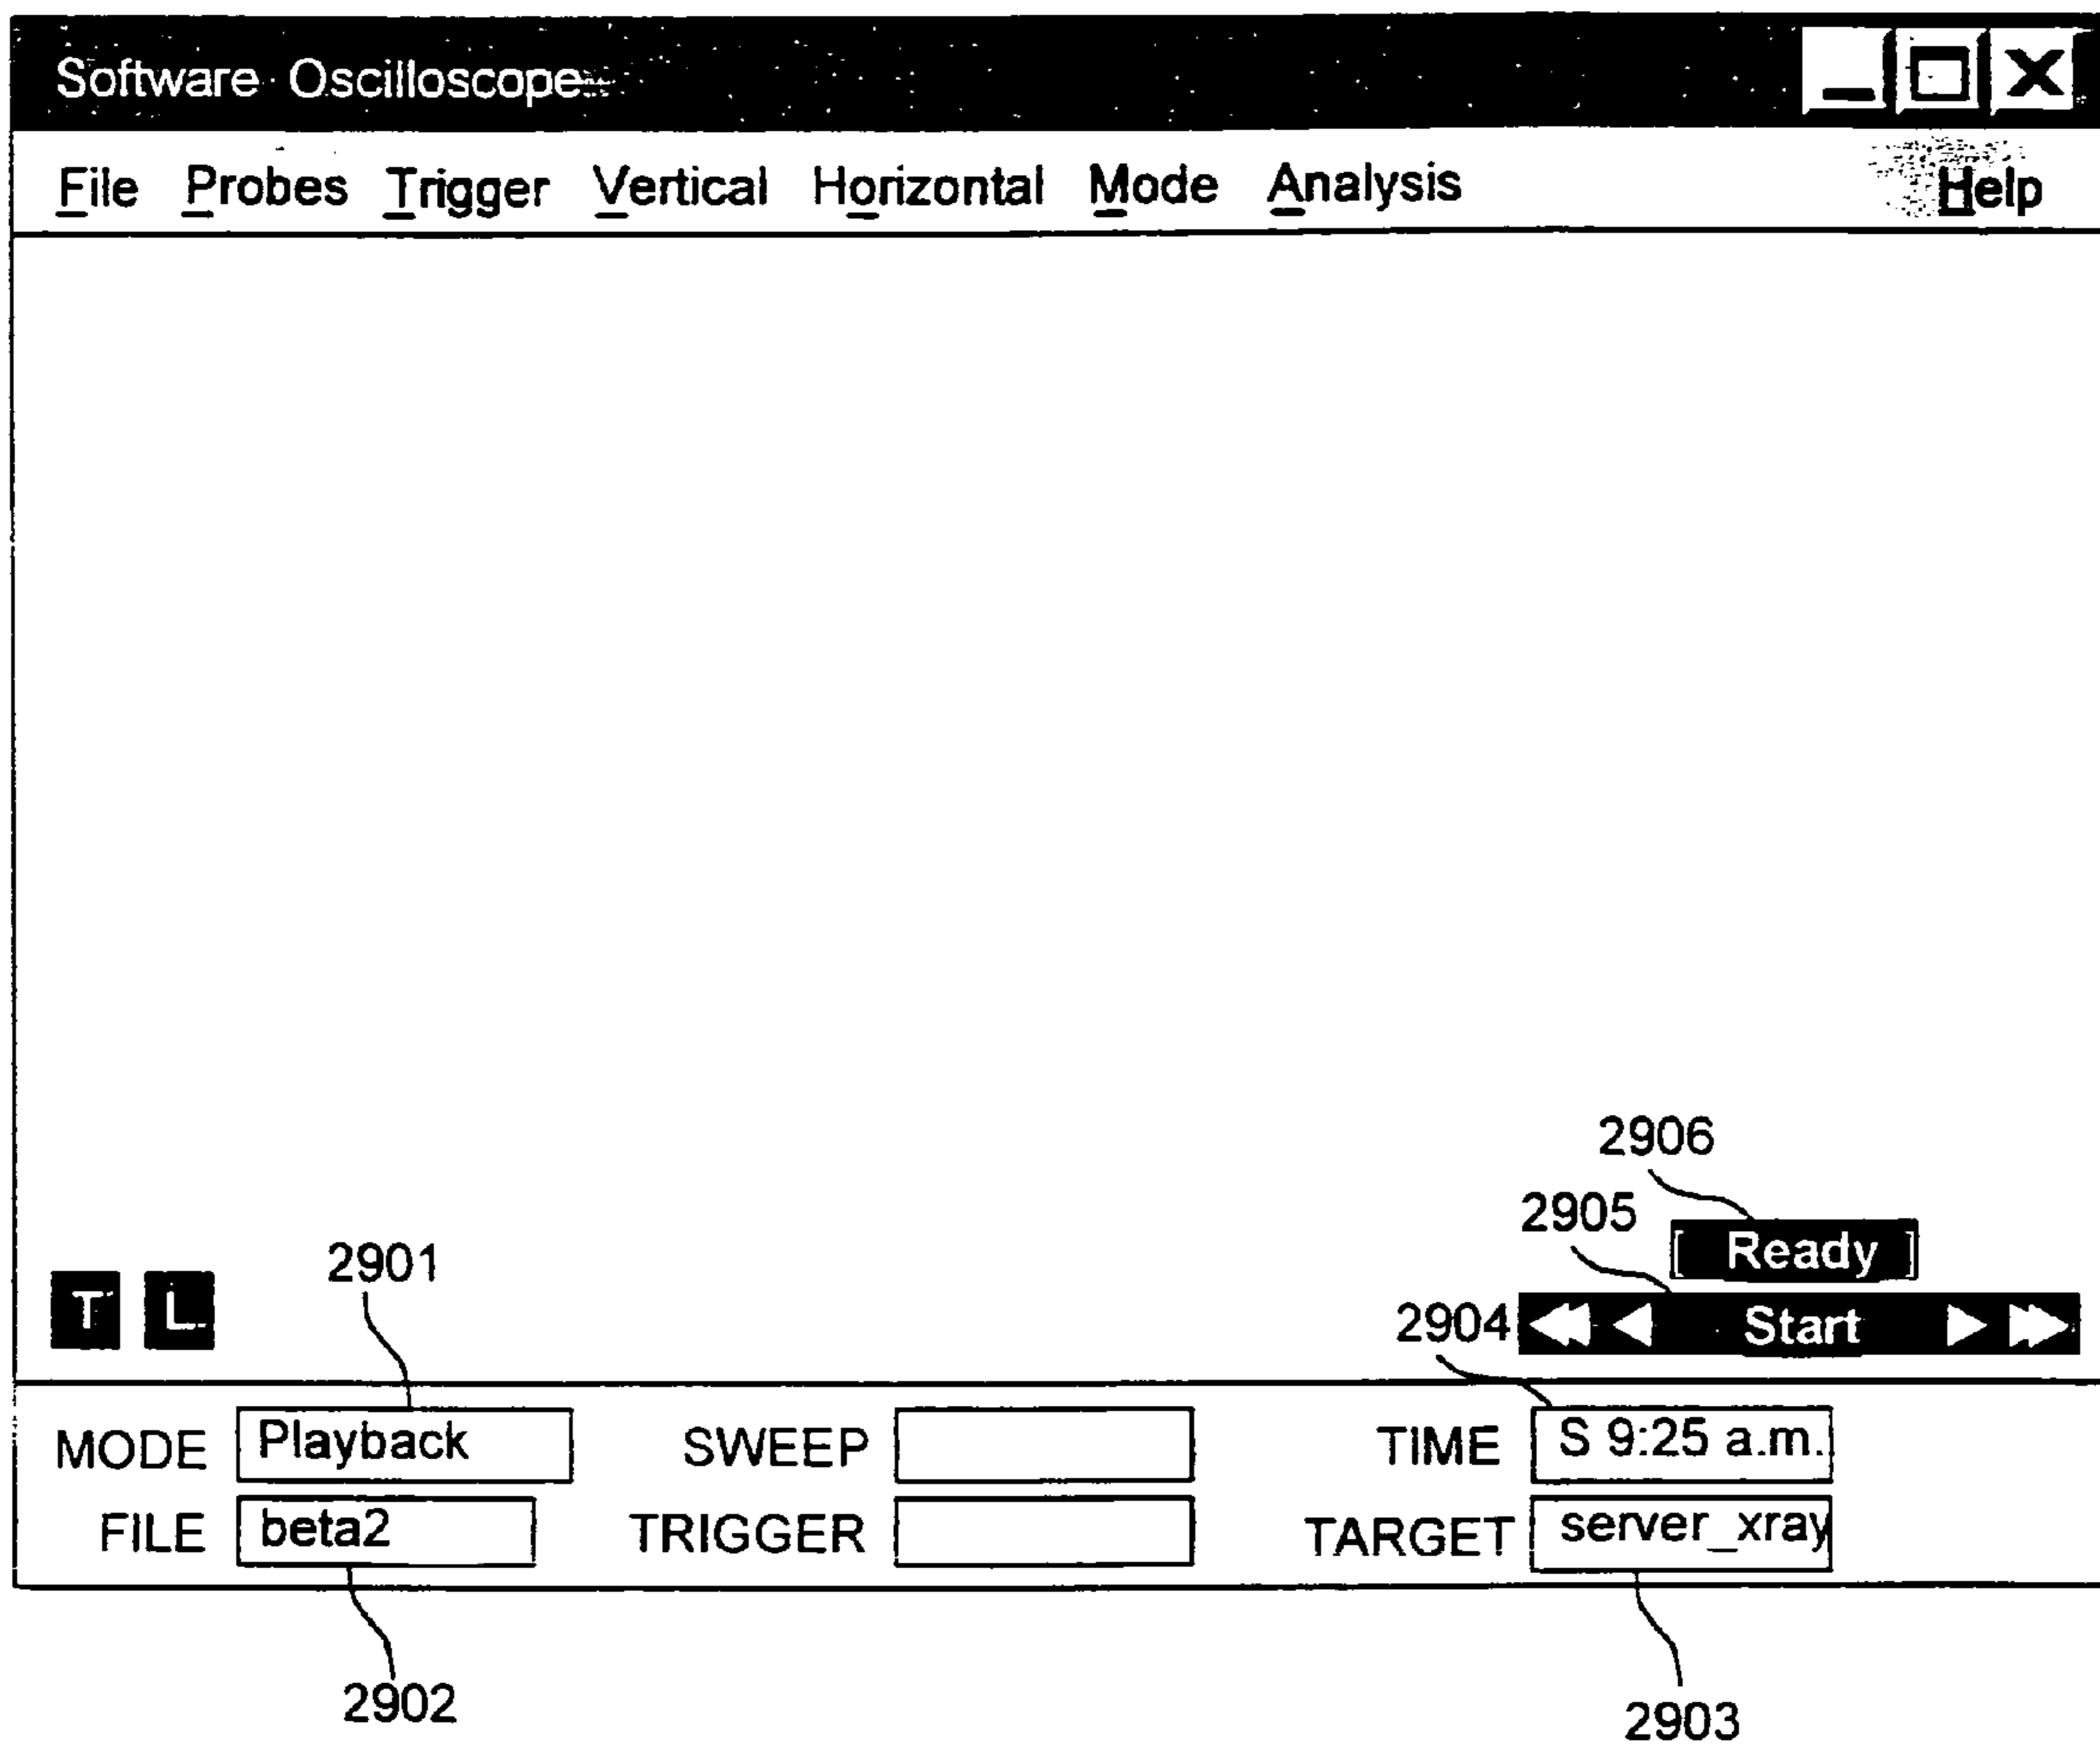 Software Oscilloscope
File Probes Trigger Vertical Horizontal Mode Analysis Help
2906
2905
Ready
2901
T L
2904
Start
MODE Playback SWEEP TIME S 9:25 a.m.
FILE beta2 TRIGGER TARGET server_xray
2902
2903